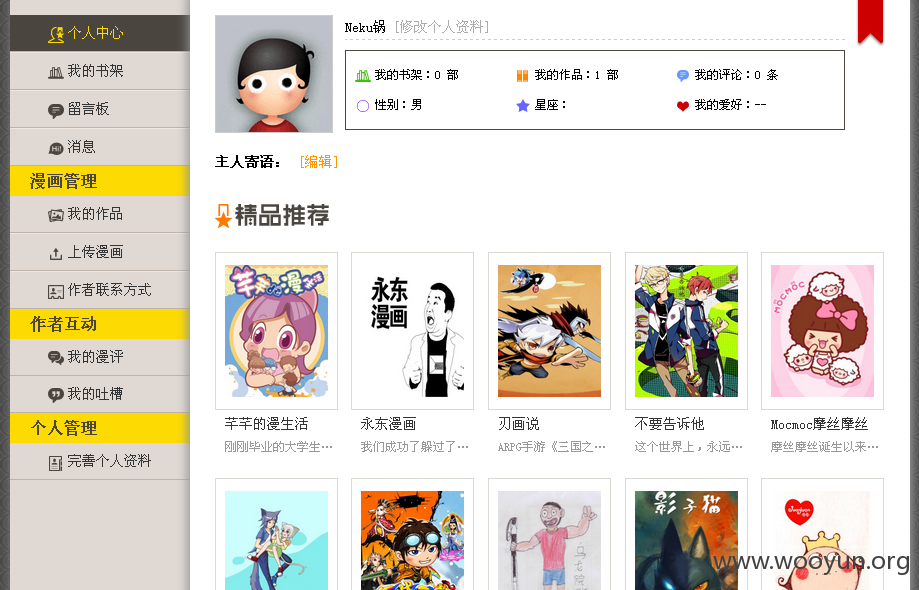 个人中心
我的书架
留言板
消息
漫画管理
我的作品
上传漫画
作者联系方式
作者互动
我的漫评
我的吐槽
个人管理
完善个人资料
Neku锅 [修改个人资料]
我的书架：0 部 我的作品：1 部 我的评论：0 条
性别：男 星座： 我的爱好：--
主人寄语： [编辑]
精品推荐
芊芊的漫生活
永东
漫画
mócmóc
芊芊的漫生活 永东漫画 刃画说 不要告诉他 Mocmoc摩丝摩丝
刚刚毕业的大学生… 我们成功了躲过了… ARPG手游《三国之… 这个世界上，永远… 摩丝摩丝诞生以来…
影子猫
www.wooyun.org